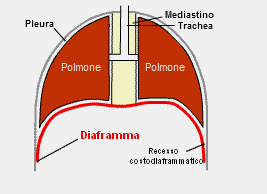 Mediastino
Pleura
Trachea
Polmone
Polmone
Diaframma
Recesso
costodiaframmatico